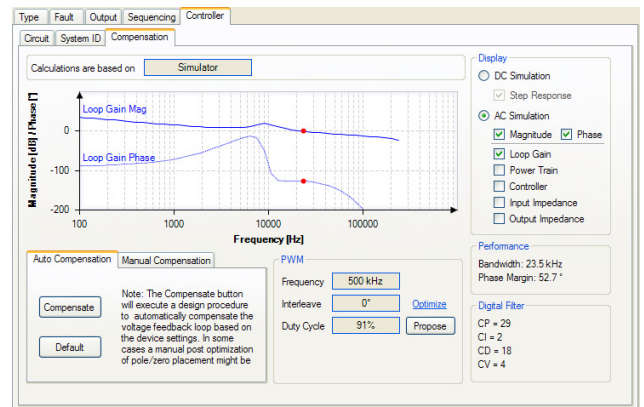 Type Fault Output Sequencing Controller
Circuit System ID Compensation
Calculations are based on Simulator
Magnitude [dB] / Phase [°]
Loop Gain Mag
Loop Gain Phase
0
-100
-200
100 1000 10000 100000
Frequency [Hz]
Display
DC Simulation
Step Response
AC Simulation
Magnitude Phase
Loop Gain
Power Train
Controller
Input Impedance
Output Impedance
Auto Compensation Manual Compensation
Compensate
Default
Note: The Compensate button
will execute a design procedure
to automatically compensate the
voltage feedback loop based on
the device settings. In some
cases a manual post optimization
of pole/zero placement might be
PWM
Frequency 500 kHz
Interleave 0° Optimize
Duty Cycle 91% Propose
Performance
Bandwidth: 23.5 kHz
Phase Margin: 52.7 °
Digital Filter
CP = 29
CI = 2
CD = 18
CV = 4